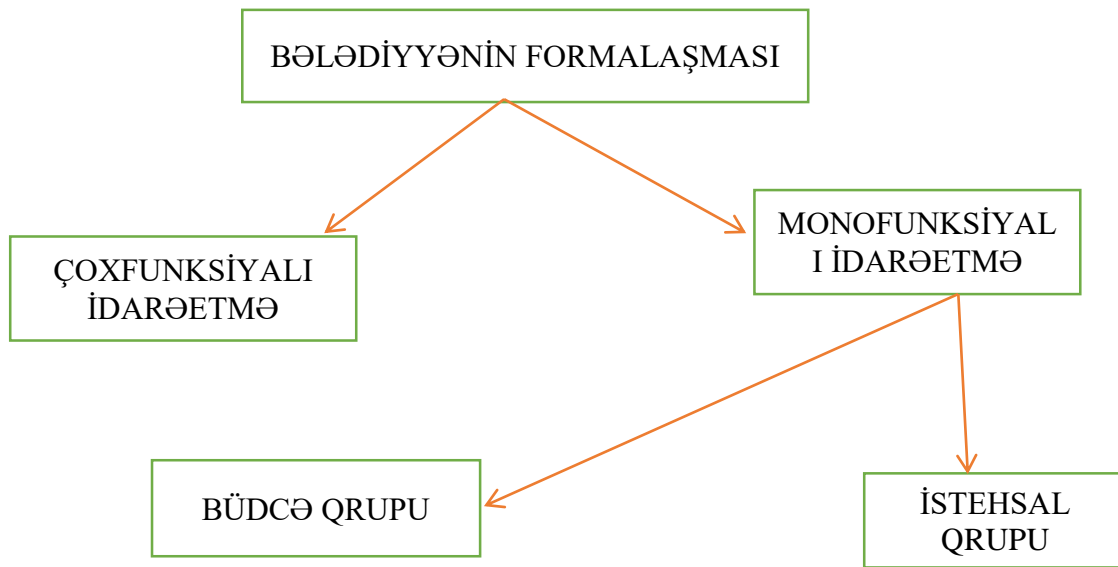 BƏLƏDİYYƏNİN FORMALAŞMASI
ÇOXFUNKSİYALI
İDARƏETMƏ
MONOFUNKSİYAL
I İDARƏETMƏ
BÜDCƏ QRUPU
İSTEHSAL
QRUPU